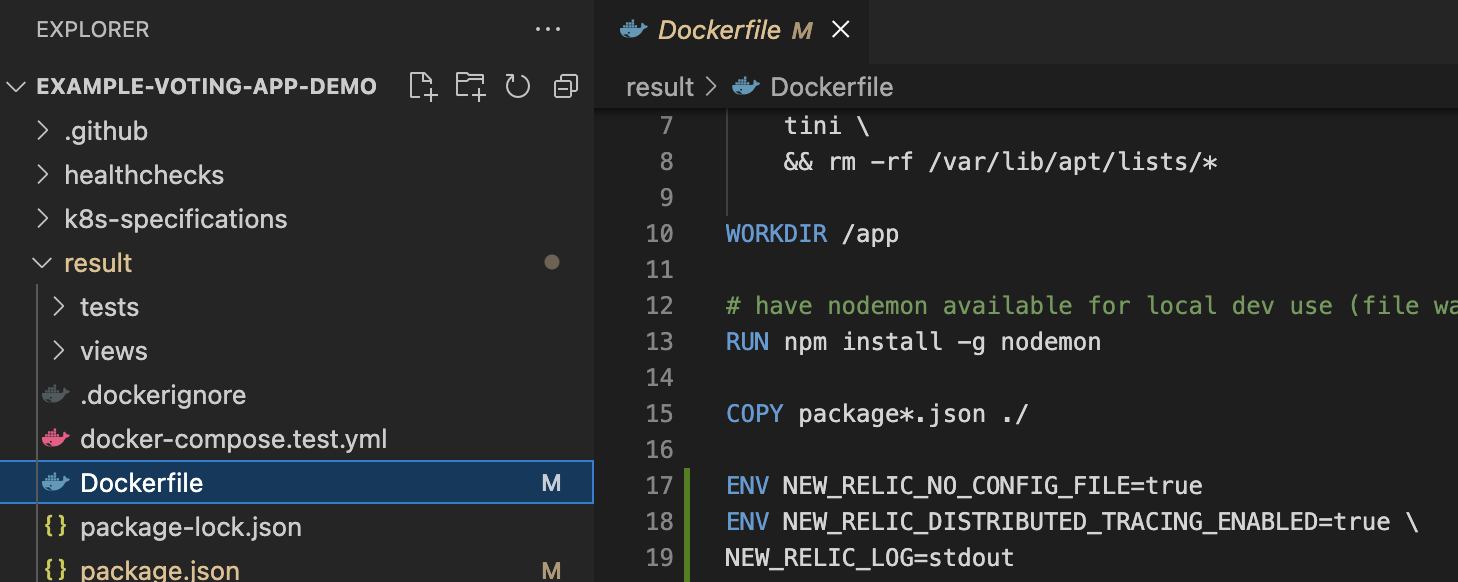 EXPLORER ...
EXAMPLE-VOTING-APP-DEMO
.github
healthchecks
k8s-specifications
result
tests
views
.dockerignore
docker-compose.test.yml
Dockerfile M
package-lock.json
package.json M
Dockerfile M
result > Dockerfile
7 tini \
8 && rm -rf /var/lib/apt/lists/*
9
10 WORKDIR /app
11
12 # have nodemon available for local dev use (file wa
13 RUN npm install -g nodemon
14
15 COPY package*.json ./
16
17 ENV NEW_RELIC_NO_CONFIG_FILE=true
18 ENV NEW_RELIC_DISTRIBUTED_TRACING_ENABLED=true \
19 NEW_RELIC_LOG=stdout